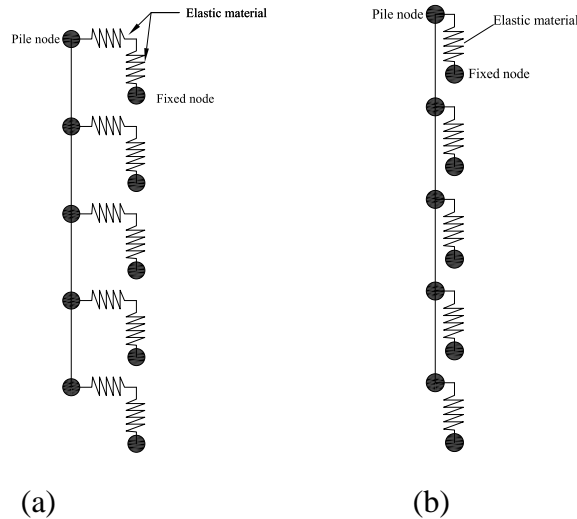 Elastic material
Pile node
Fixed node
(a)
Pile node
Elastic material
Fixed node
(b)